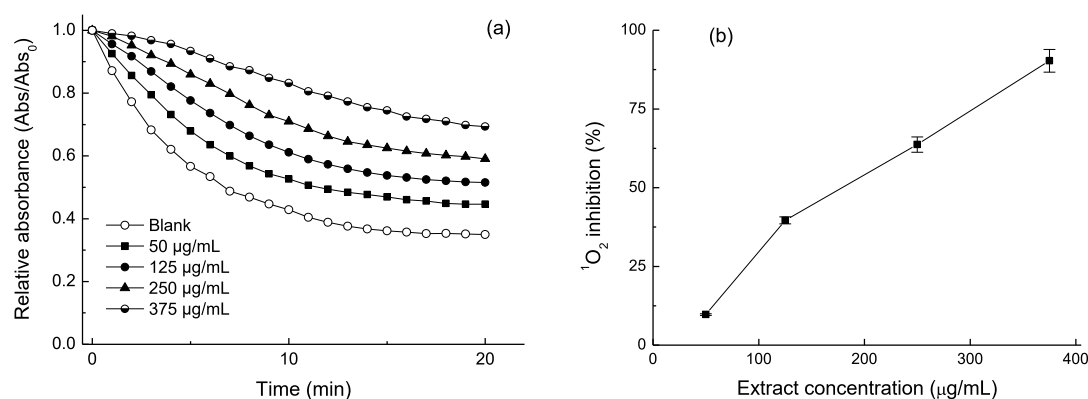 (a)
Relative absorbance (Abs/Abs₀)
1.0
0.8
0.6
0.4
0.2
0.0
Blank
50 µg/mL
125 µg/mL
250 µg/mL
375 µg/mL
0
10
20
Time (min)
(b)
¹O₂ inhibition (%)
100
75
50
25
0
0
100
200
300
400
Extract concentration (µg/mL)